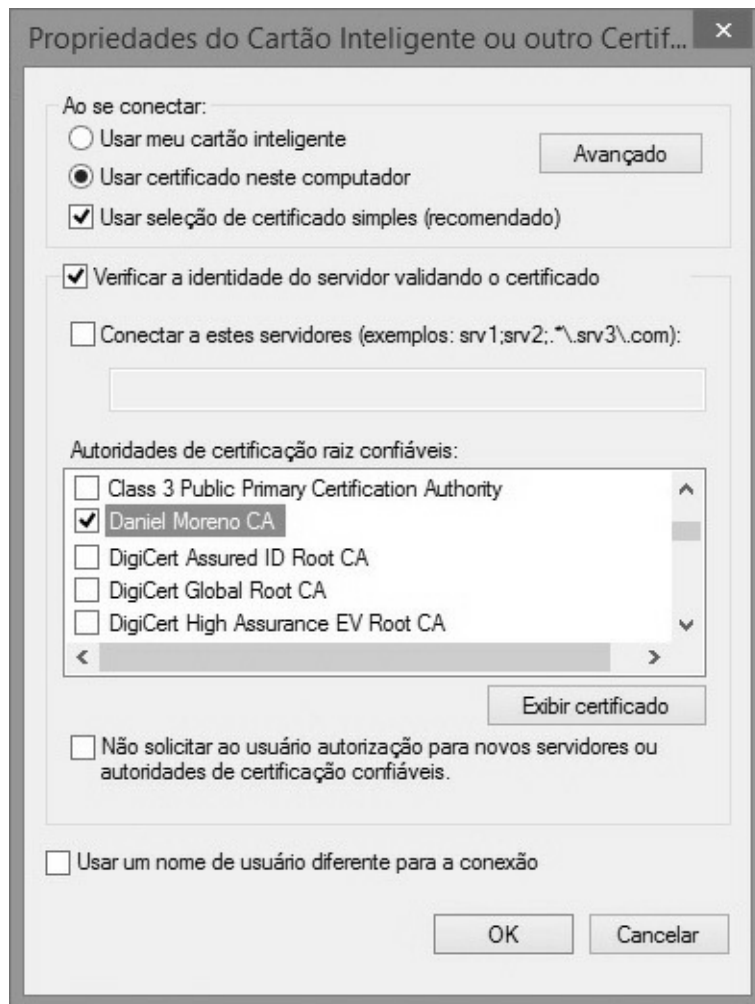 Propriedades do Cartão Inteligente ou outro Certif...
Ao se conectar:
Usar meu cartão inteligente
Avançado
Usar certificado neste computador
Usar seleção de certificado simples (recomendado)
Verificar a identidade do servidor validando o certificado
Conectar a estes servidores (exemplos: srv1;srv2;.*\.srv3\.com):
Autoridades de certificação raiz confiáveis:
Class 3 Public Primary Certification Authority
Daniel Moreno CA
DigiCert Assured ID Root CA
DigiCert Global Root CA
DigiCert High Assurance EV Root CA
Exibir certificado
Não solicitar ao usuário autorização para novos servidores ou
autoridades de certificação confiáveis.
Usar um nome de usuário diferente para a conexão
OK
Cancelar